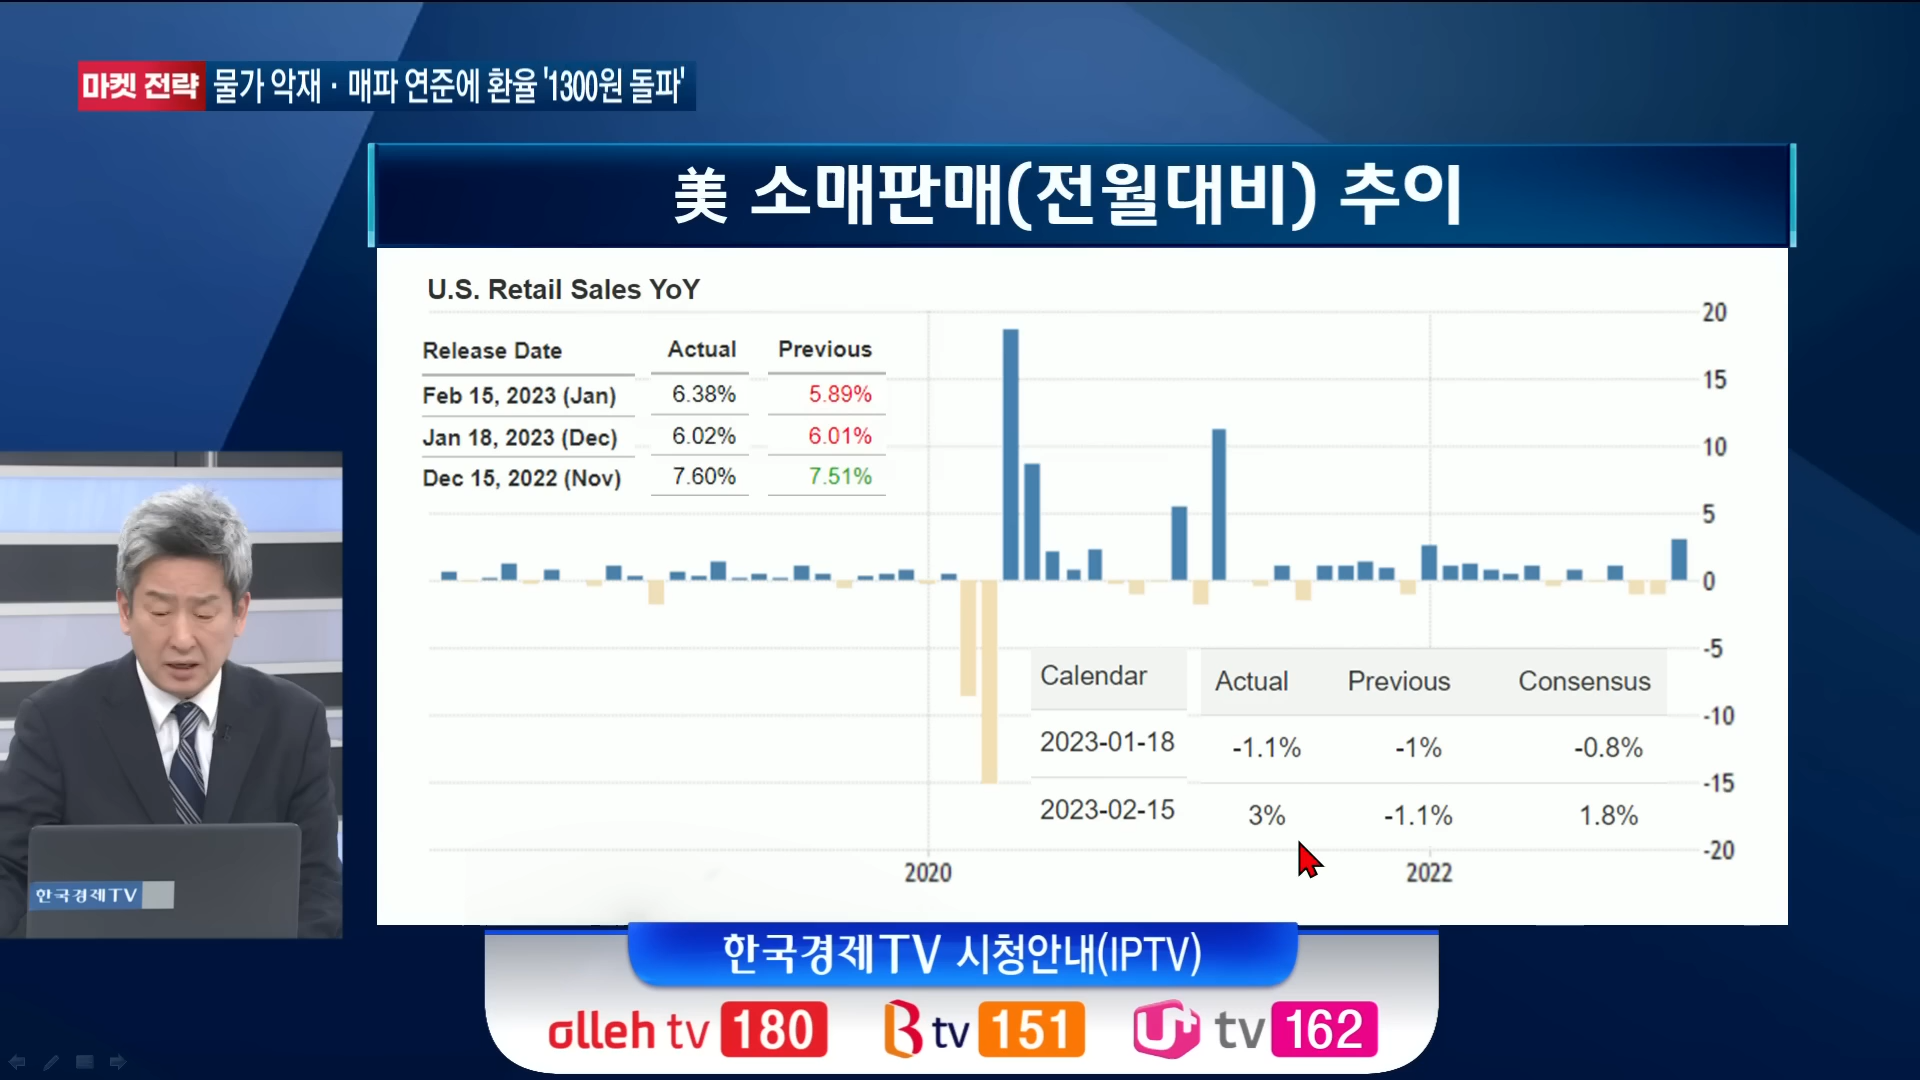 마켓 전략 물가 악재·매파 연준에 환율 '1300원 돌파'
美 소매판매(전월대비) 추이
U.S. Retail Sales YoY
Release Date Actual Previous
Feb 15, 2023 (Jan) 6.38% 5.89%
Jan 18, 2023 (Dec) 6.02% 6.01%
Dec 15, 2022 (Nov) 7.60% 7.51%
20
15
10
5
0
-5
-10
-15
-20
Calendar Actual Previous Consensus
2023-01-18 -1.1% -1% -0.8%
2023-02-15 3% -1.1% 1.8%
2020 2022
한국경제TV
한국경제TV 시청안내(IPTV)
olleh tv 180 B tv 151 U+ tv 162